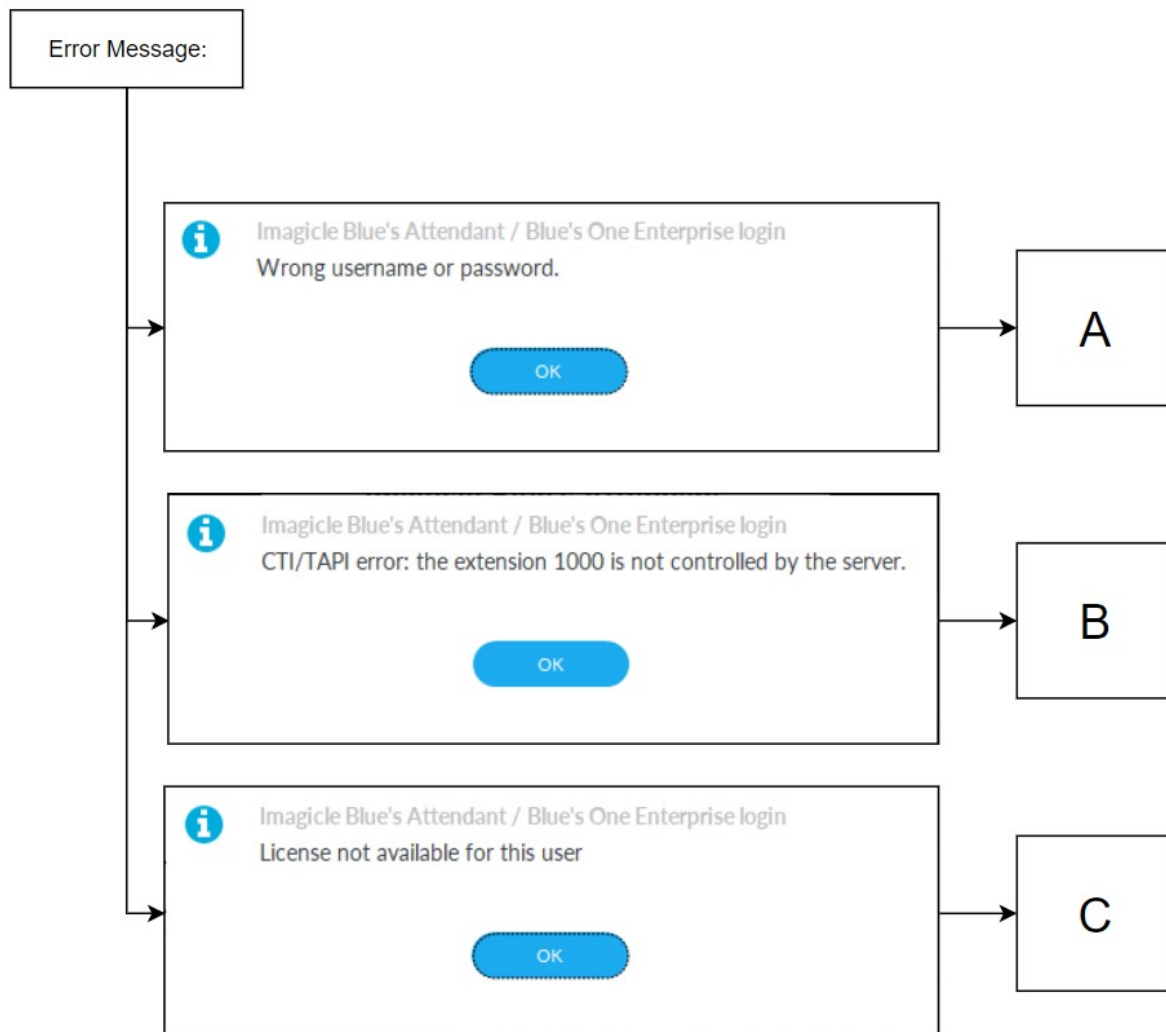 Error Message:
Imagicle Blue's Attendant / Blue's One Enterprise login
Wrong username or password.
OK
A
Imagicle Blue's Attendant / Blue's One Enterprise login
CTI/TAPI error: the extension 1000 is not controlled by the server.
OK
B
Imagicle Blue's Attendant / Blue's One Enterprise login
License not available for this user
OK
C